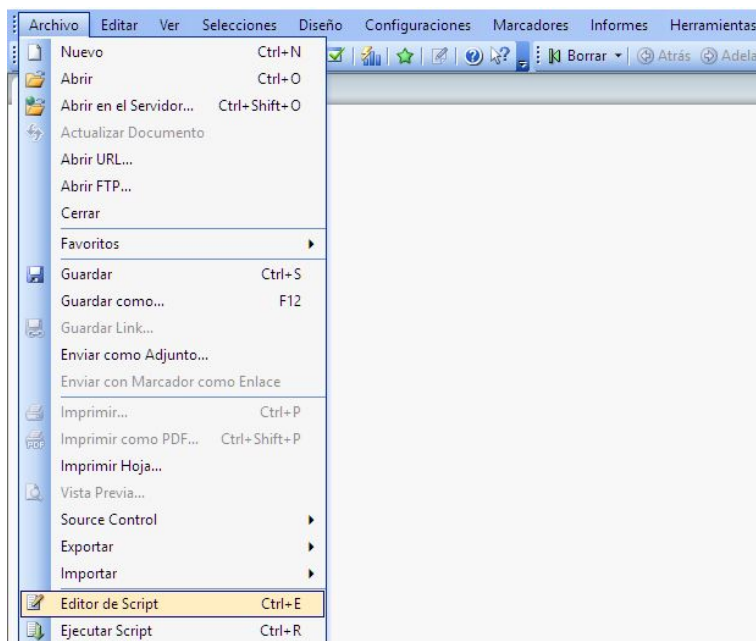 Archivo Editar Ver Selecciones Diseño Configuraciones Marcadores Informes Herramientas
Borrar Atrás
Nuevo Ctrl+N
Abrir Ctrl+O
Abrir en el Servidor... Ctrl+Shift+O
Actualizar Documento
Abrir URL...
Abrir FTP...
Cerrar
Favoritos
Guardar Ctrl+S
Guardar como... F12
Guardar Link...
Enviar como Adjunto...
Enviar con Marcador como Enlace
Imprimir... Ctrl+P
Imprimir como PDF... Ctrl+Shift+P
Imprimir Hoja...
Vista Previa...
Source Control
Exportar
Importar
Editor de Script Ctrl+E
Ejecutar Script Ctrl+R